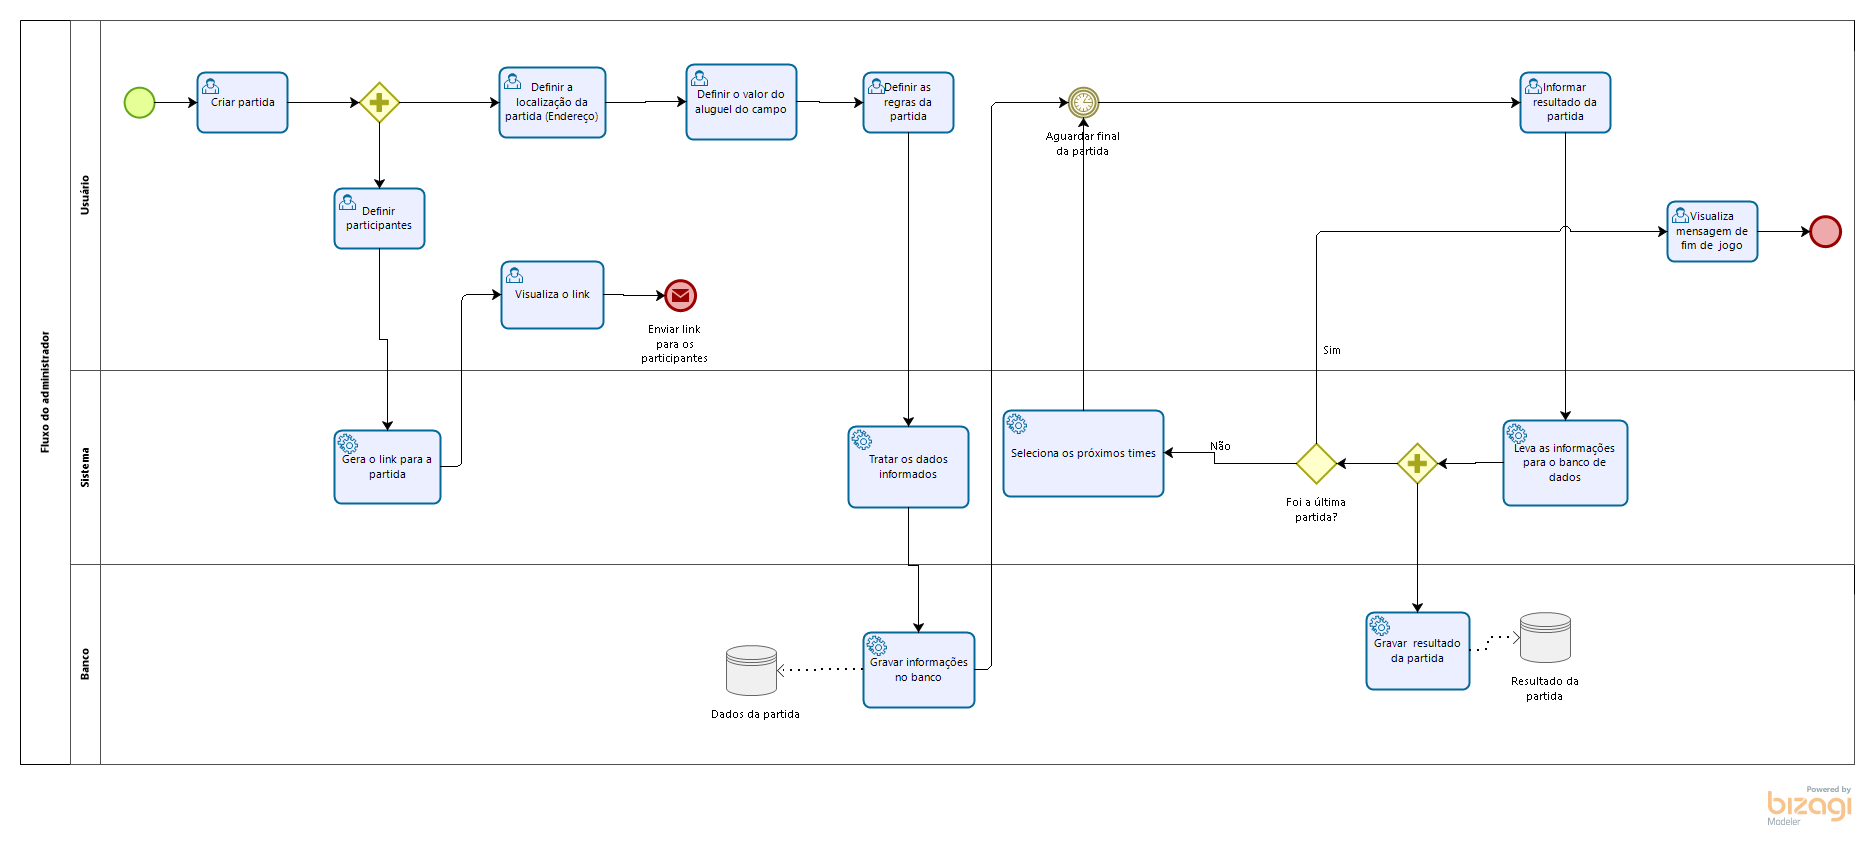 Fluxo do administrador
Usuário
Criar partida
Definir a
localização da
partida (Endereço)
Definir o valor do
aluguel do campo
Definir as
regras da
partida
Aguardar final
da partida
Informar
resultado da
partida
Definir
participantes
Visualiza
mensagem de
fim de jogo
Visualiza o link
Enviar link
para os
participantes
Sim
Sistema
Gera o link para a
partida
Tratar os dados
informados
Seleciona os próximos times
Não
Foi a última
partida?
Leva as informações
para o banco de
dados
Banco
Dados da partida
Gravar informações
no banco
Gravar resultado
da partida
Resultado da
partida
Powered by
bizagi
Modeler